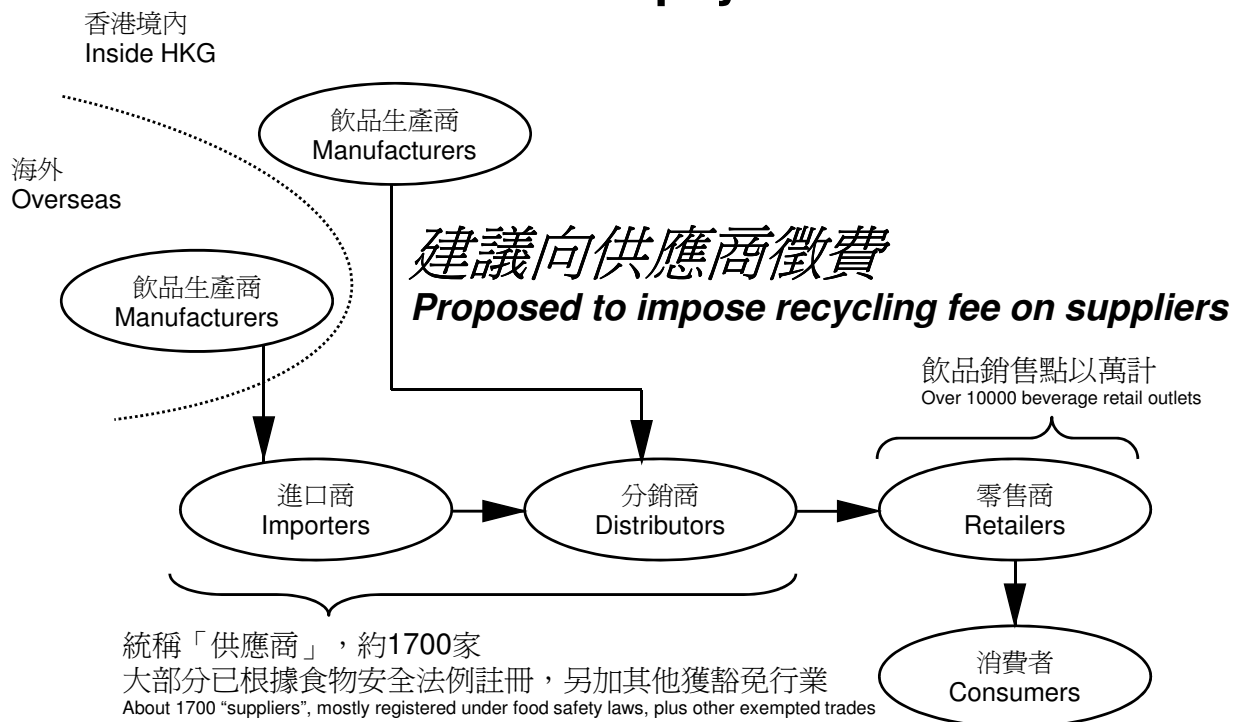 香港境內
Inside HKG
飲品生產商
Manufacturers
海外
Overseas
建議向供應商徵費
Proposed to impose recycling fee on suppliers
飲品生產商
Manufacturers
飲品銷售點以萬計
Over 10000 beverage retail outlets
進口商
Importers
分銷商
Distributors
零售商
Retailers
統稱「供應商」，約1700家
大部分已根據食物安全法例註冊，另加其他獲豁免行業
About 1700 “suppliers”, mostly registered under food safety laws, plus other exempted trades
消費者
Consumers